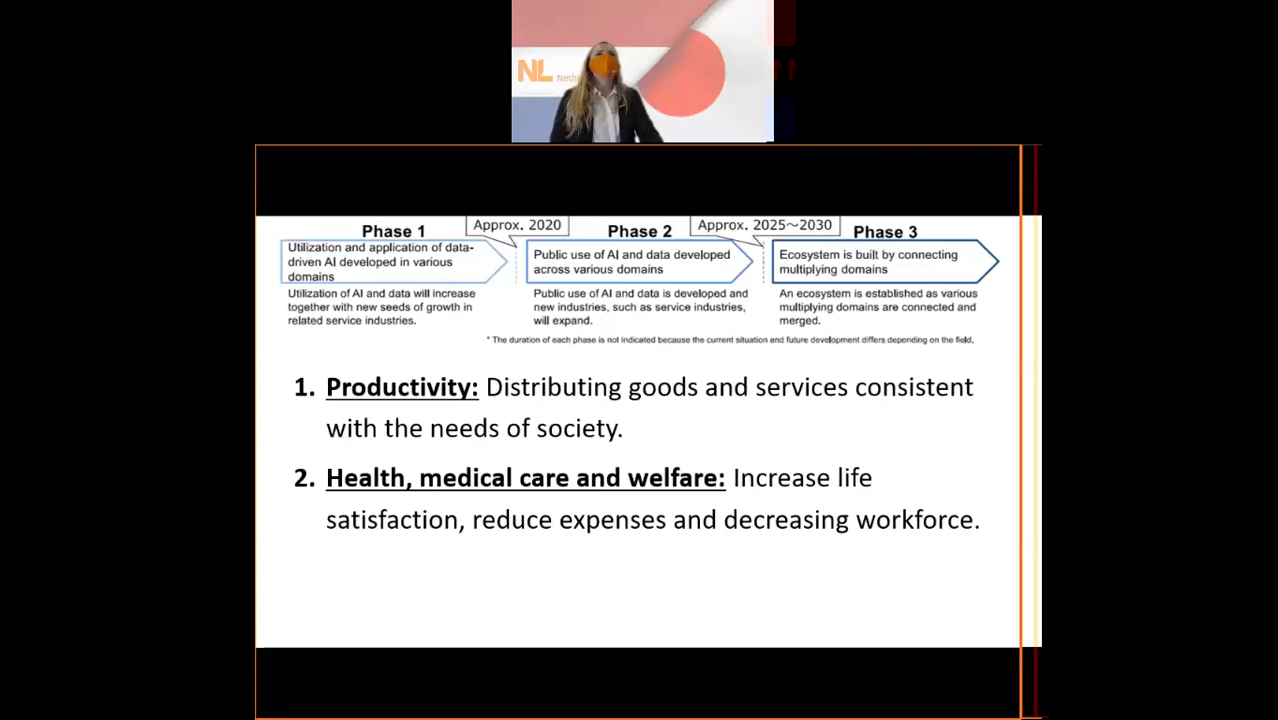 NL Neth
Phase 1
Approx. 2020
Phase 2
Approx. 2025～2030
Phase 3
Utilization and application of data-
driven AI developed in various
domains
Public use of AI and data developed
across various domains
Ecosystem is built by connecting
multiplying domains
Utilization of AI and data will increase
together with new seeds of growth in
related service industries.
Public use of AI and data is developed and
new industries, such as service industries,
will expand.
An ecosystem is established as various
multiplying domains are connected and
merged.
* The duration of each phase is not indicated because the current situation and future development differs depending on the field.
1. Productivity: Distributing goods and services consistent
with the needs of society.
2. Health, medical care and welfare: Increase life
satisfaction, reduce expenses and decreasing workforce.